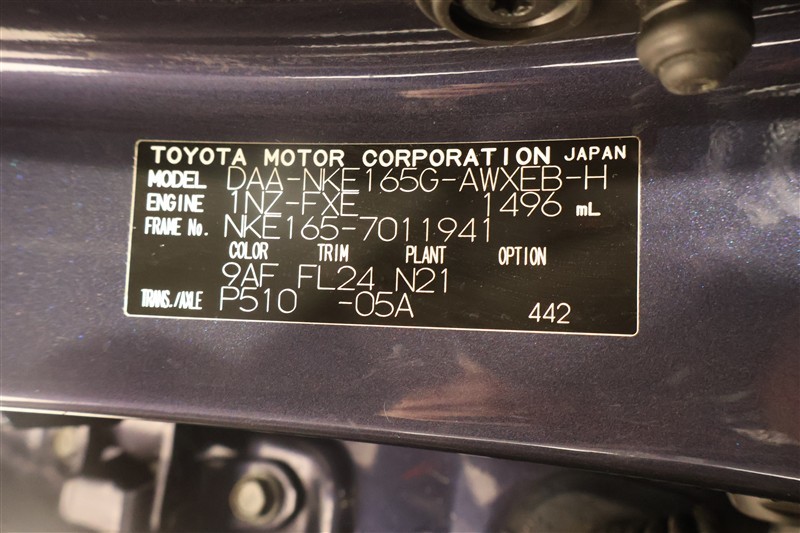 TOYOTA MOTOR CORPORATION JAPAN
MODEL DAA-NKE165G-AWXEB-H
ENGINE 1NZ-FXE 1496 mL
FRAME No. NKE165-7011941
COLOR TRIM PLANT OPTION
9AF FL24 N21
TRANS./AXLE P510 -05A 442